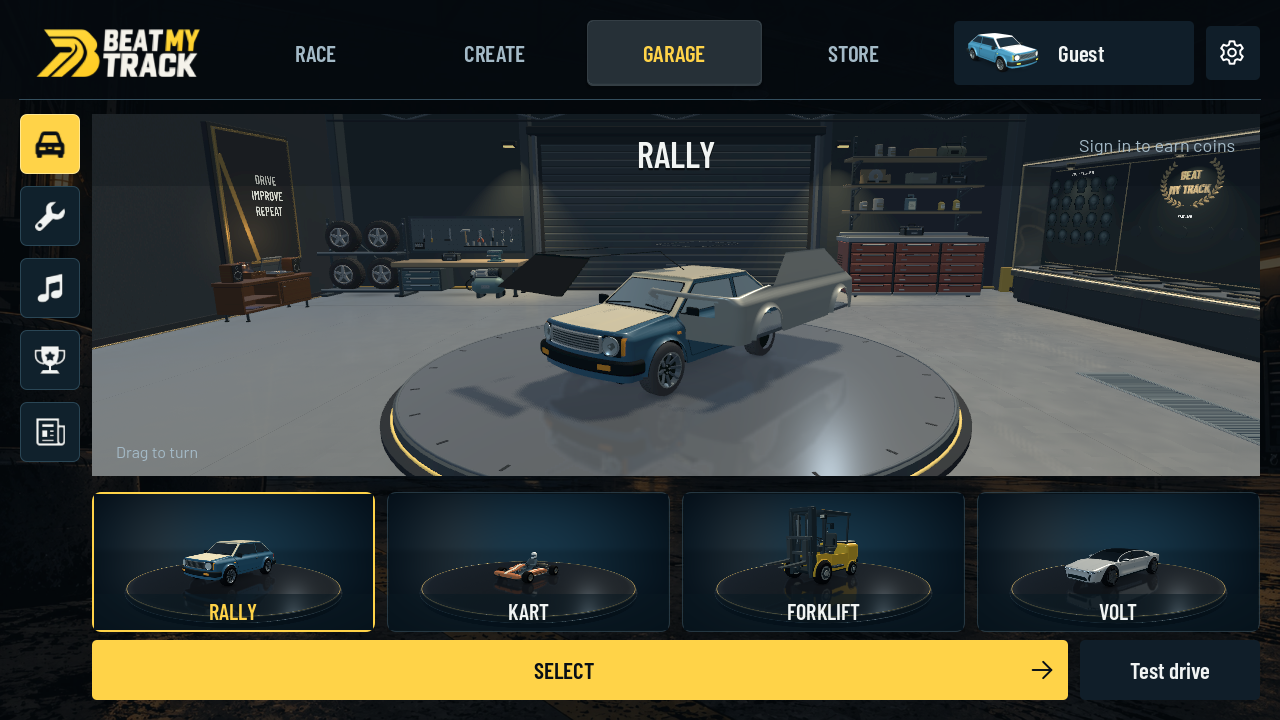 BEAT MY
TRACK
RACE
CREATE
GARAGE
STORE
Guest
RALLY
Sign in to earn coins
DRIVE
IMPROVE
REPEAT
BEAT
MY TRACK
Drag to turn
RALLY
KART
FORKLIFT
VOLT
SELECT
Test drive